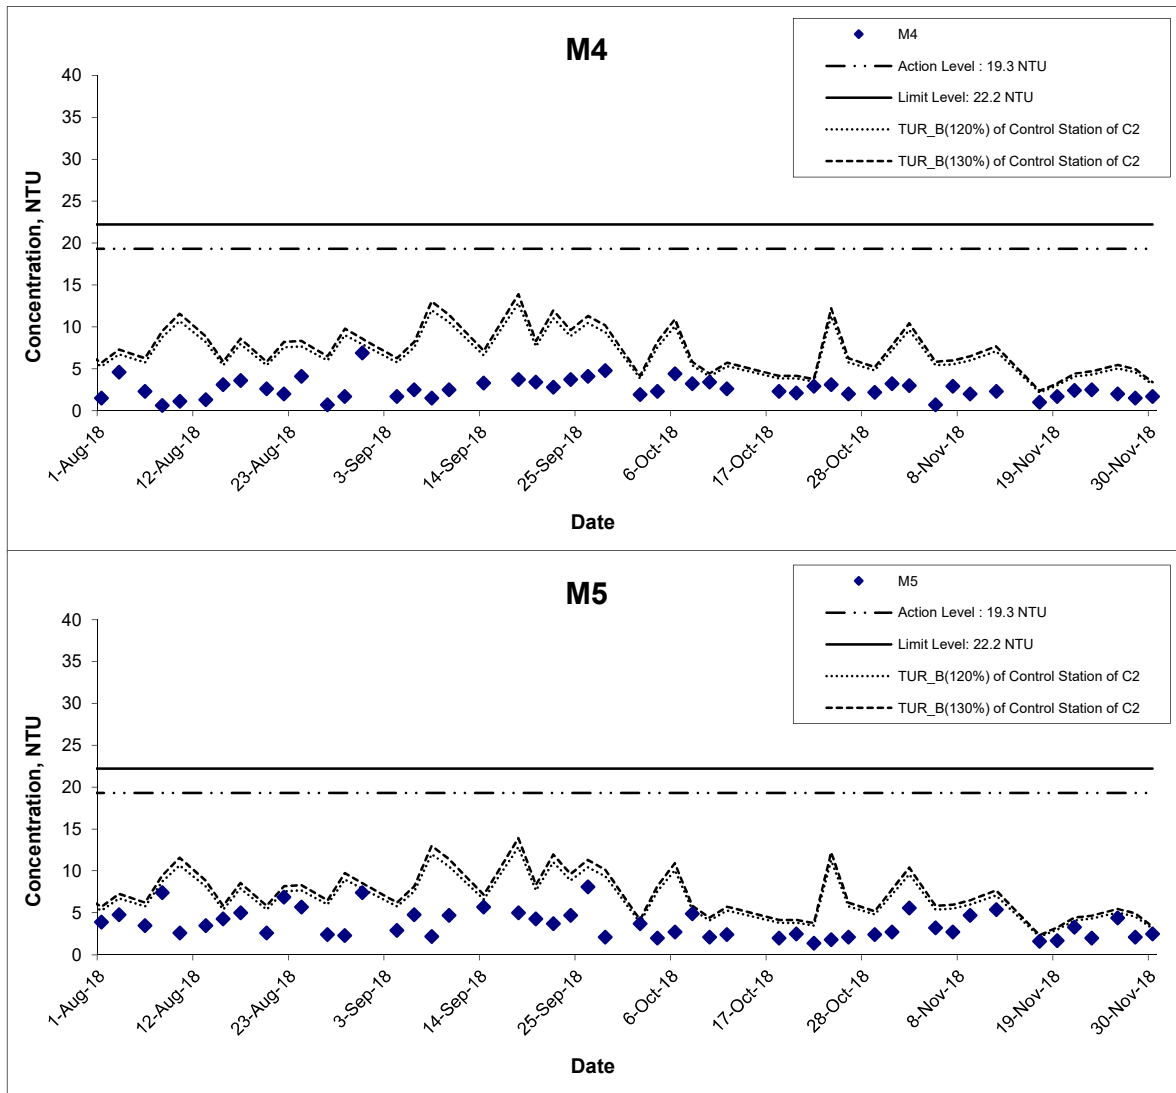 M4
M4
Action Level : 19.3 NTU
Limit Level: 22.2 NTU
TUR_B(120%) of Control Station of C2
TUR_B(130%) of Control Station of C2
Concentration, NTU
40
35
30
25
20
15
10
5
0
1-Aug-18
12-Aug-18
23-Aug-18
3-Sep-18
14-Sep-18
25-Sep-18
6-Oct-18
17-Oct-18
28-Oct-18
8-Nov-18
19-Nov-18
30-Nov-18
Date
M5
M5
Action Level : 19.3 NTU
Limit Level: 22.2 NTU
TUR_B(120%) of Control Station of C2
TUR_B(130%) of Control Station of C2
Concentration, NTU
40
35
30
25
20
15
10
5
0
1-Aug-18
12-Aug-18
23-Aug-18
3-Sep-18
14-Sep-18
25-Sep-18
6-Oct-18
17-Oct-18
28-Oct-18
8-Nov-18
19-Nov-18
30-Nov-18
Date